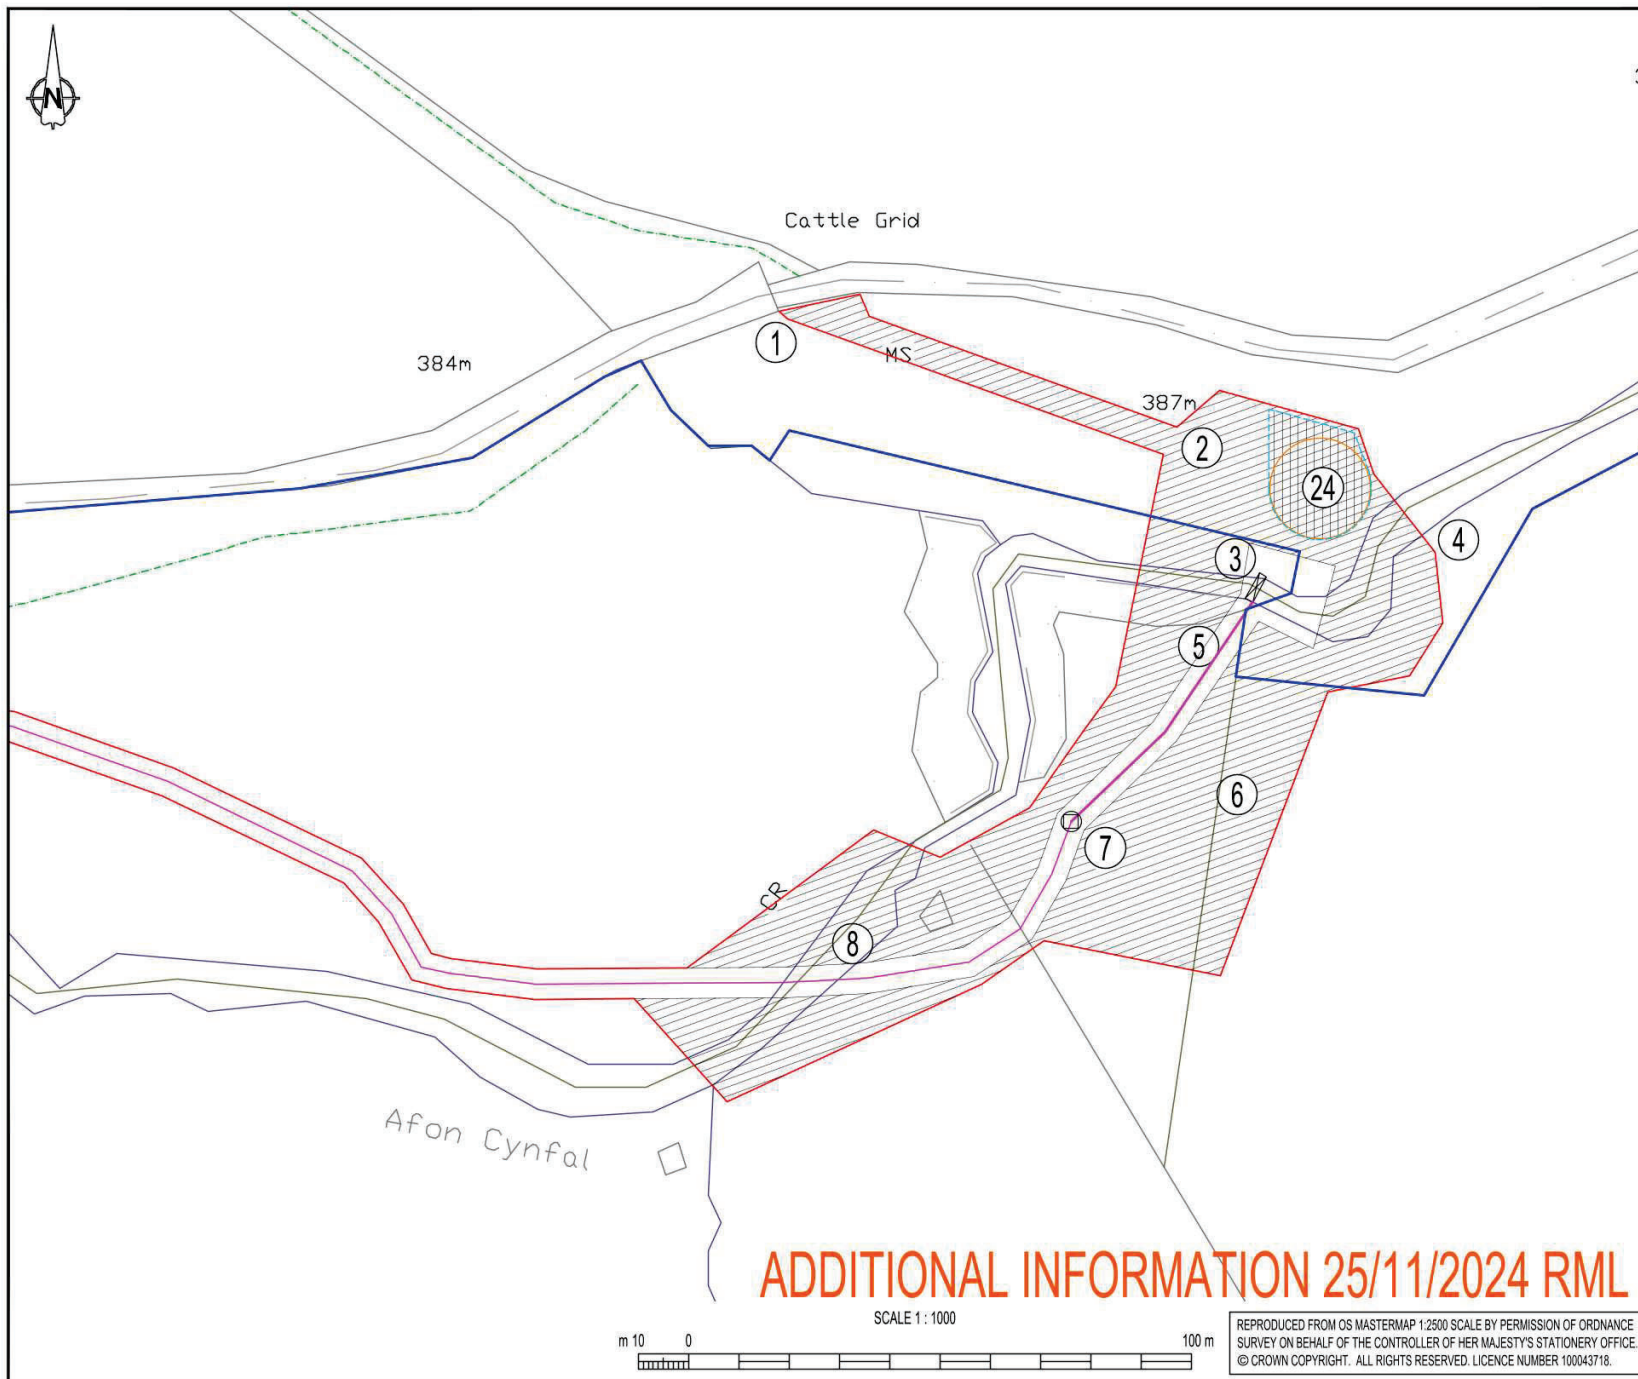 N
Cattle Grid
1
384m
MS
387m
2
24
3
4
5
6
7
CR
8
Afon Cynfal
ADDITIONAL INFORMATION 25/11/2024 RML
SCALE 1 : 1000
m 10 0 100 m
REPRODUCED FROM OS MASTERMAP 1:2500 SCALE BY PERMISSION OF ORDNANCE
SURVEY ON BEHALF OF THE CONTROLLER OF HER MAJESTY'S STATIONERY OFFICE.
© CROWN COPYRIGHT. ALL RIGHTS RESERVED. LICENCE NUMBER 100043718.